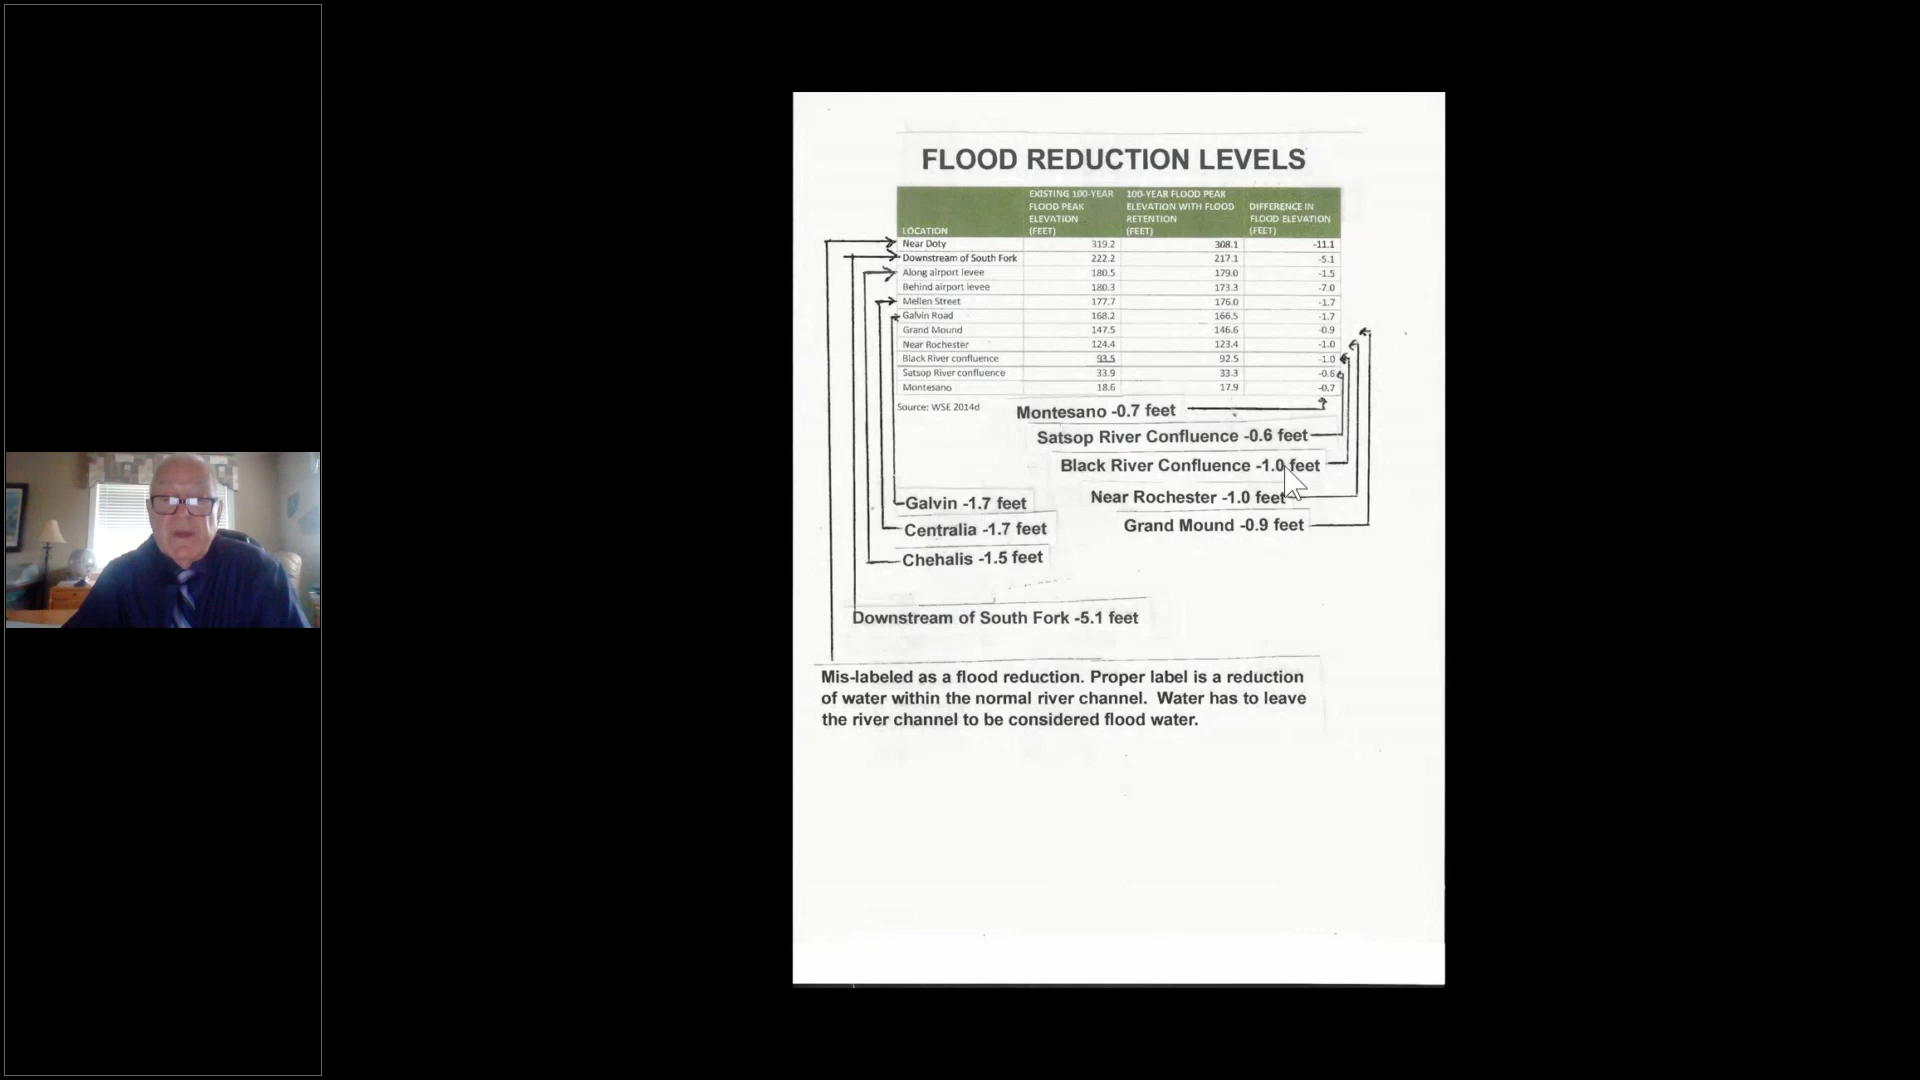 FLOOD REDUCTION LEVELS
LOCATION EXISTING 100-YEAR FLOOD PEAK ELEVATION (FEET) 100-YEAR FLOOD PEAK ELEVATION WITH FLOOD RETENTION (FEET) DIFFERENCE IN FLOOD ELEVATION (FEET)
Near Doty 319.2 308.1 -11.1
Downstream of South Fork 222.2 217.1 -5.1
Along airport levee 180.5 179.0 -1.5
Behind airport levee 180.3 173.3 -7.0
Mellen Street 177.7 176.0 -1.7
Galvin Road 168.2 166.5 -1.7
Grand Mound 147.5 146.6 -0.9
Near Rochester 124.4 123.4 -1.0
Black River confluence 93.5 92.5 -1.0
Satsop River confluence 33.9 33.3 -0.6
Montesano 18.6 17.9 -0.7
Source: WSE 2014d
Montesano -0.7 feet
Satsop River Confluence -0.6 feet
Black River Confluence -1.0 feet
Near Rochester -1.0 feet
Grand Mound -0.9 feet
Galvin -1.7 feet
Centralia -1.7 feet
Chehalis -1.5 feet
Downstream of South Fork -5.1 feet
Mis-labeled as a flood reduction. Proper label is a reduction
of water within the normal river channel. Water has to leave
the river channel to be considered flood water.